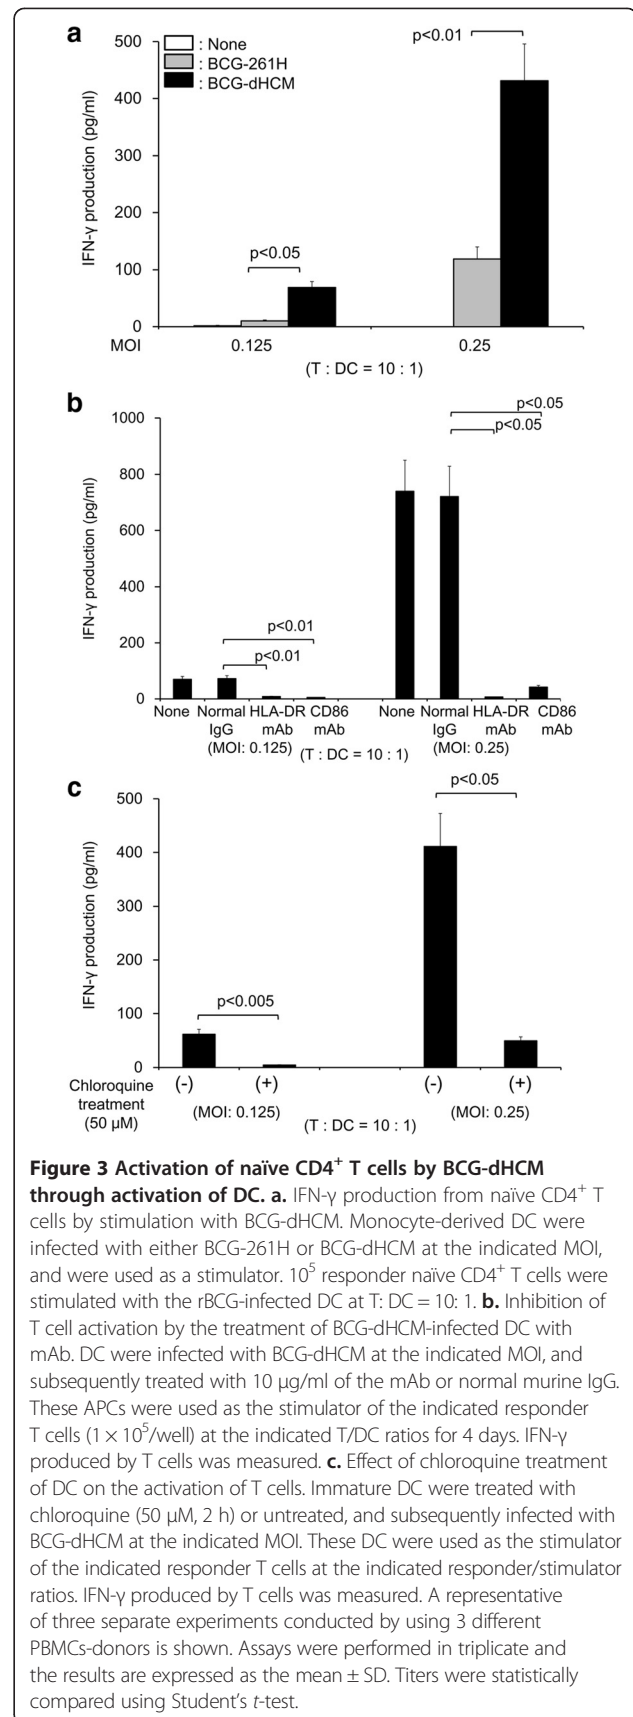 a
500
400
300
200
100
0
IFN-γ production (pg/ml)
: None
: BCG-261H
: BCG-dHCM
p<0.05
p<0.01
MOI 0.125 0.25
(T : DC = 10 : 1)
b
1000
800
600
400
200
0
IFN-γ production (pg/ml)
p<0.01
p<0.01
p<0.05
p<0.05
None Normal HLA-DR CD86 None Normal HLA-DR CD86
IgG mAb mAb IgG mAb mAb
(MOI: 0.125) (T : DC = 10 : 1) (MOI: 0.25)
c
500
400
300
200
100
0
IFN-γ production (pg/ml)
p<0.005
p<0.05
Chloroquine (-) (+) (-) (+)
treatment
(50 µM)
(MOI: 0.125) (T : DC = 10 : 1) (MOI: 0.25)
Figure 3 Activation of naïve CD4⁺ T cells by BCG-dHCM
through activation of DC. a. IFN-γ production from naïve CD4⁺ T
cells by stimulation with BCG-dHCM. Monocyte-derived DC were
infected with either BCG-261H or BCG-dHCM at the indicated MOI,
and were used as a stimulator. 10⁵ responder naïve CD4⁺ T cells were
stimulated with the rBCG-infected DC at T: DC = 10: 1. b. Inhibition of
T cell activation by the treatment of BCG-dHCM-infected DC with
mAb. DC were infected with BCG-dHCM at the indicated MOI, and
subsequently treated with 10 μg/ml of the mAb or normal murine IgG.
These APCs were used as the stimulator of the indicated responder
T cells (1 × 10⁵/well) at the indicated T/DC ratios for 4 days. IFN-γ
produced by T cells was measured. c. Effect of chloroquine treatment
of DC on the activation of T cells. Immature DC were treated with
chloroquine (50 μM, 2 h) or untreated, and subsequently infected with
BCG-dHCM at the indicated MOI. These DC were used as the stimulator
of the indicated responder T cells at the indicated responder/stimulator
ratios. IFN-γ produced by T cells was measured. A representative
of three separate experiments conducted by using 3 different
PBMCs-donors is shown. Assays were performed in triplicate and
the results are expressed as the mean ± SD. Titers were statistically
compared using Student's t-test.